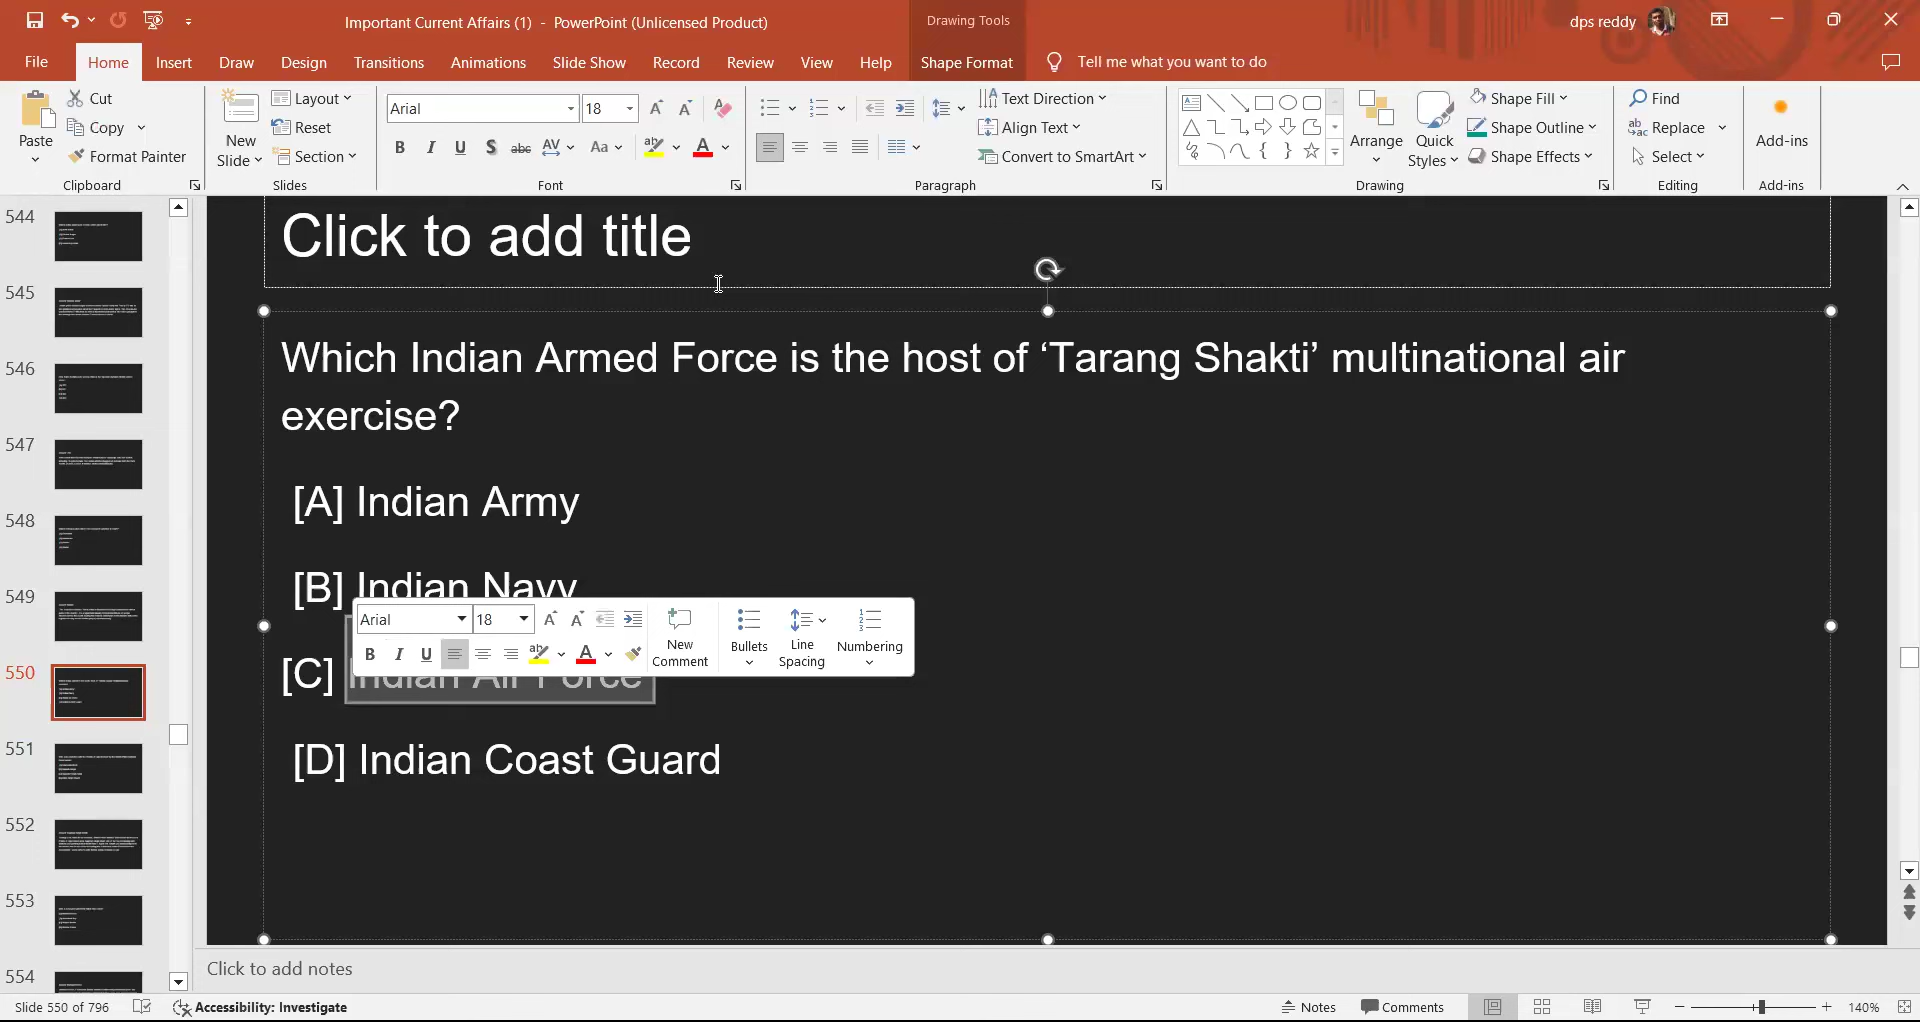 Important Current Affairs (1) - PowerPoint (Unlicensed Product)
Drawing Tools
dps reddy
File Home Insert Draw Design Transitions Animations Slide Show Record Review View Help Shape Format Tell me what you want to do
Paste
Cut
Copy
Format Painter
Clipboard
New Slide
Layout
Reset
Section
Slides
Arial 18
B I U S abc AV Aa A
Font
Text Direction
Align Text
Convert to SmartArt
Paragraph
Arrange
Quick Styles
Shape Fill
Shape Outline
Shape Effects
Drawing
Find
Replace
Select
Editing
Add-ins
Add-ins
544
545
546
547
548
549
550
551
552
553
554
Click to add title
Which Indian Armed Force is the host of ‘Tarang Shakti’ multinational air
exercise?
[A] Indian Army
[B] Indian Navy
[C] Indian Air Force
[D] Indian Coast Guard
Arial 18
B I U A
New Comment
Bullets
Line Spacing
Numbering
Click to add notes
Slide 550 of 796 Accessibility: Investigate Notes Comments 140%